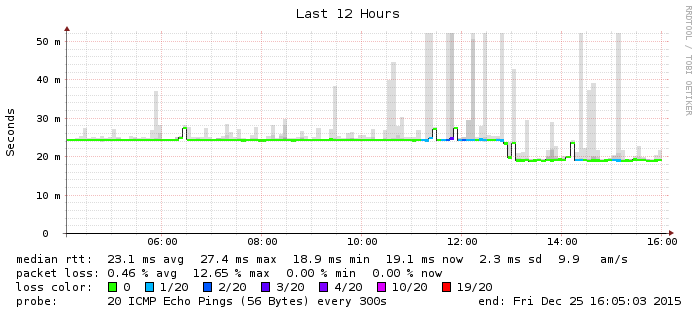 Last 12 Hours
RRDTOOL / TOBI OETIKER
Seconds
50 m
40 m
30 m
20 m
10 m
0
06:00 08:00 10:00 12:00 14:00 16:00
median rtt: 23.1 ms avg 27.4 ms max 18.9 ms min 19.1 ms now 2.3 ms sd 9.9 am/s
packet loss: 0.46 % avg 12.65 % max 0.00 % min 0.00 % now
loss color: 0 1/20 2/20 3/20 4/20 10/20 19/20
probe: 20 ICMP Echo Pings (56 Bytes) every 300s end: Fri Dec 25 16:05:03 2015